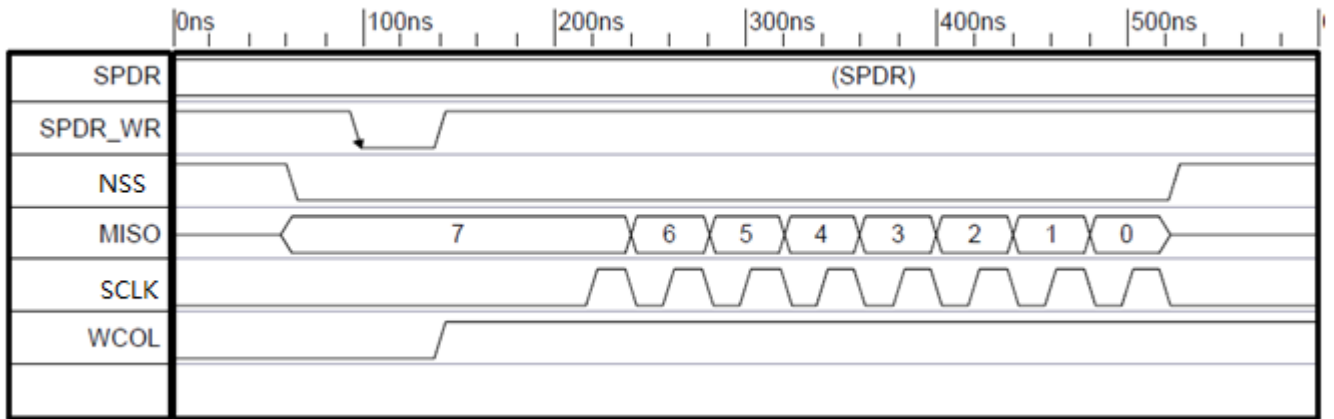 0ns 100ns 200ns 300ns 400ns 500ns
SPDR (SPDR)
SPDR_WR
NSS
MISO 7 6 5 4 3 2 1 0
SCLK
WCOL